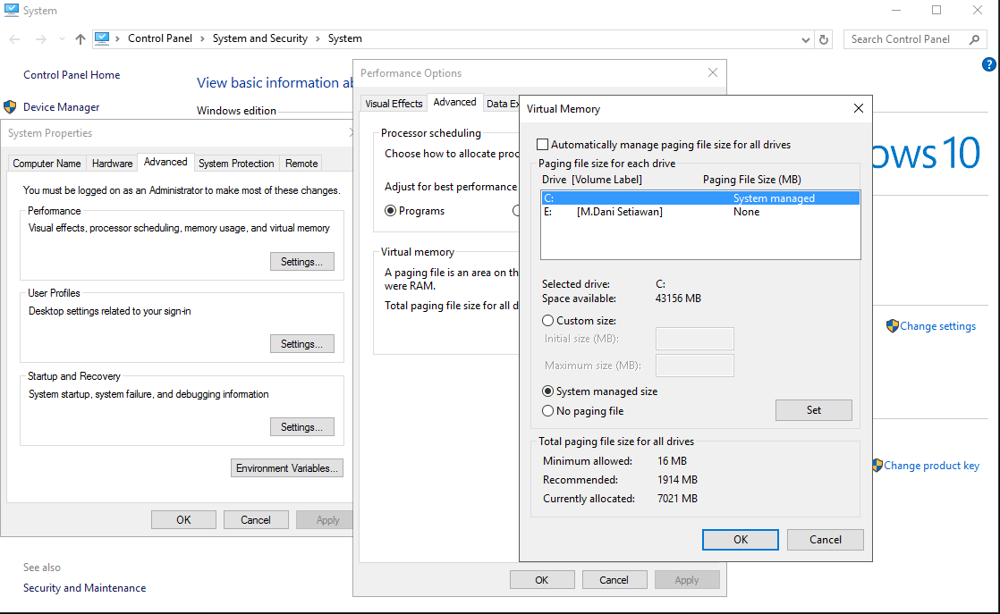 System
Control Panel > System and Security > System
Search Control Panel
Control Panel Home
Device Manager
View basic information
Windows edition
ows 10
Change settings
Change product key
See also
Security and Maintenance
System Properties
Computer Name
Hardware
Advanced
System Protection
Remote
You must be logged on as an Administrator to make most of these changes.
Performance
Visual effects, processor scheduling, memory usage, and virtual memory
Settings...
User Profiles
Desktop settings related to your sign-in
Settings...
Startup and Recovery
System startup, system failure, and debugging information
Settings...
Environment Variables...
OK
Cancel
Apply
Performance Options
Visual Effects
Advanced
Data Ex
Processor scheduling
Choose how to allocate proc
Adjust for best performance
Programs
Virtual memory
A paging file is an area on th
were RAM.
Total paging file size for all d
OK
Cancel
Apply
Virtual Memory
Automatically manage paging file size for all drives
Paging file size for each drive
Drive [Volume Label] Paging File Size (MB)
C: System managed
E: [M.Dani Setiawan] None
Selected drive: C:
Space available: 43156 MB
Custom size:
Initial size (MB):
Maximum size (MB):
System managed size
No paging file
Set
Total paging file size for all drives
Minimum allowed: 16 MB
Recommended: 1914 MB
Currently allocated: 7021 MB
OK
Cancel